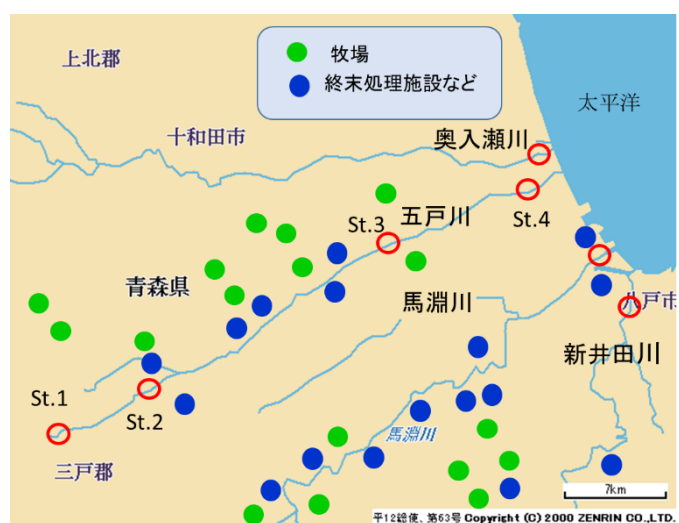 牧場
終末処理施設など
上北郡
太平洋
十和田市
奥入瀬川
St.3
五戸川
St.4
青森県
馬淵川
八戸市
新井田川
St.1
St.2
馬淵川
三戸郡
7km
平12総使、第63号 Copyright (C) 2000 ZENRIN CO.,LTD.